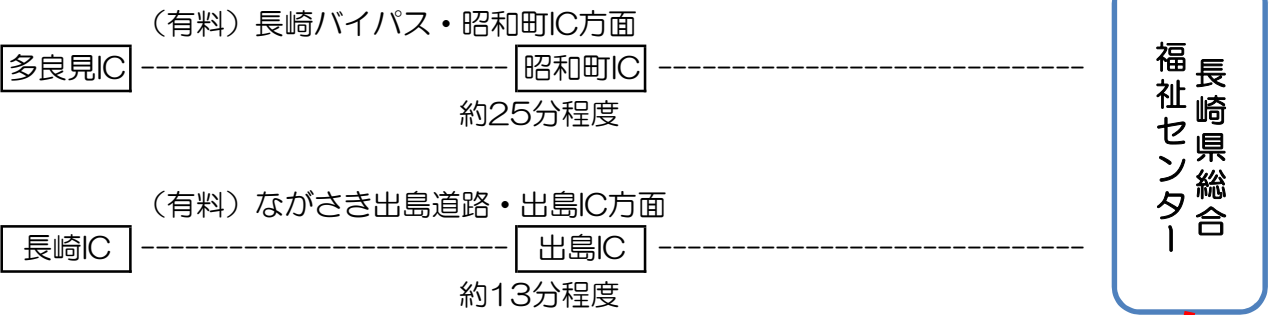 （有料）長崎バイパス・昭和町IC方面
多良見IC ------------------------- 昭和町IC -----------------------------
約25分程度
（有料）ながさき出島道路・出島IC方面
長崎IC ------------------------- 出島IC -----------------------------
約13分程度
長崎県総合
福祉センター